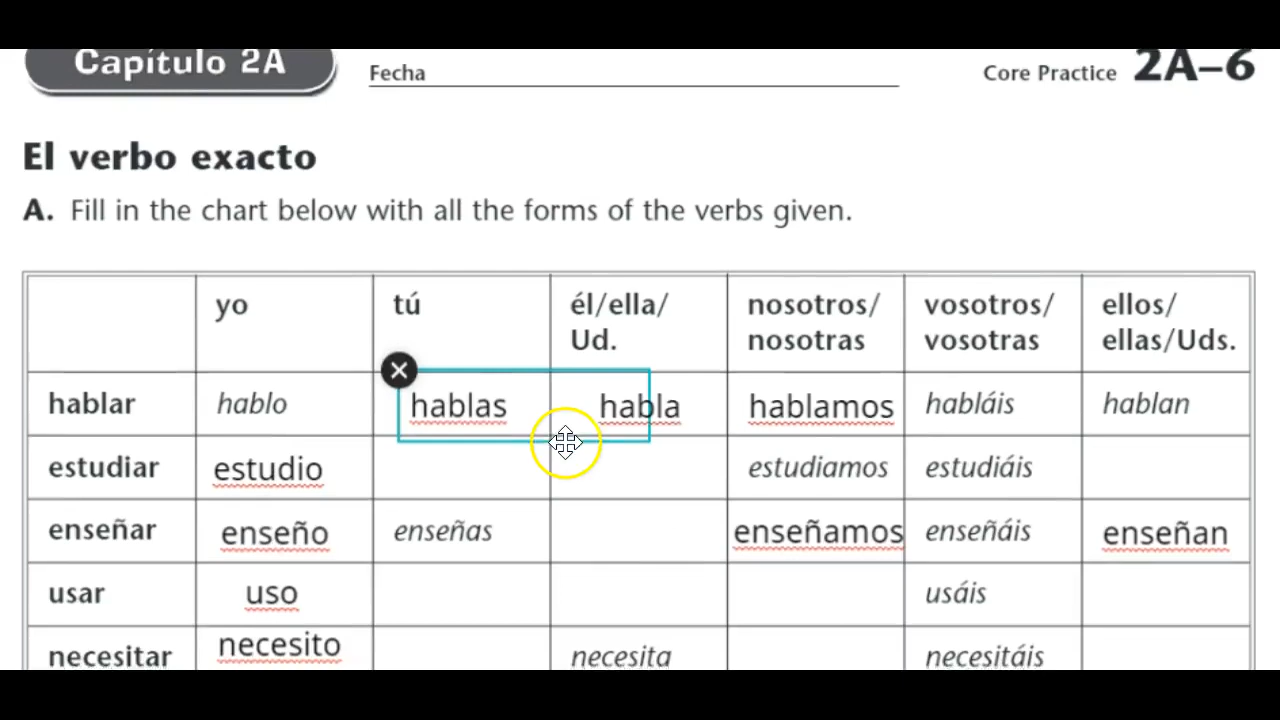 Capítulo 2A
Fecha
Core Practice 2A–6
El verbo exacto
A. Fill in the chart below with all the forms of the verbs given.
yo tú él/ella/ nosotros/ vosotros/ ellos/
Ud. nosotras vosotras ellas/Uds.
hablar hablo hablas habla hablamos habláis hablan
estudiar estudio estudiamos estudiáis
enseñar enseño enseñas enseñamos enseñáis enseñan
usar uso usáis
necesitar necesito necesita necesitáis